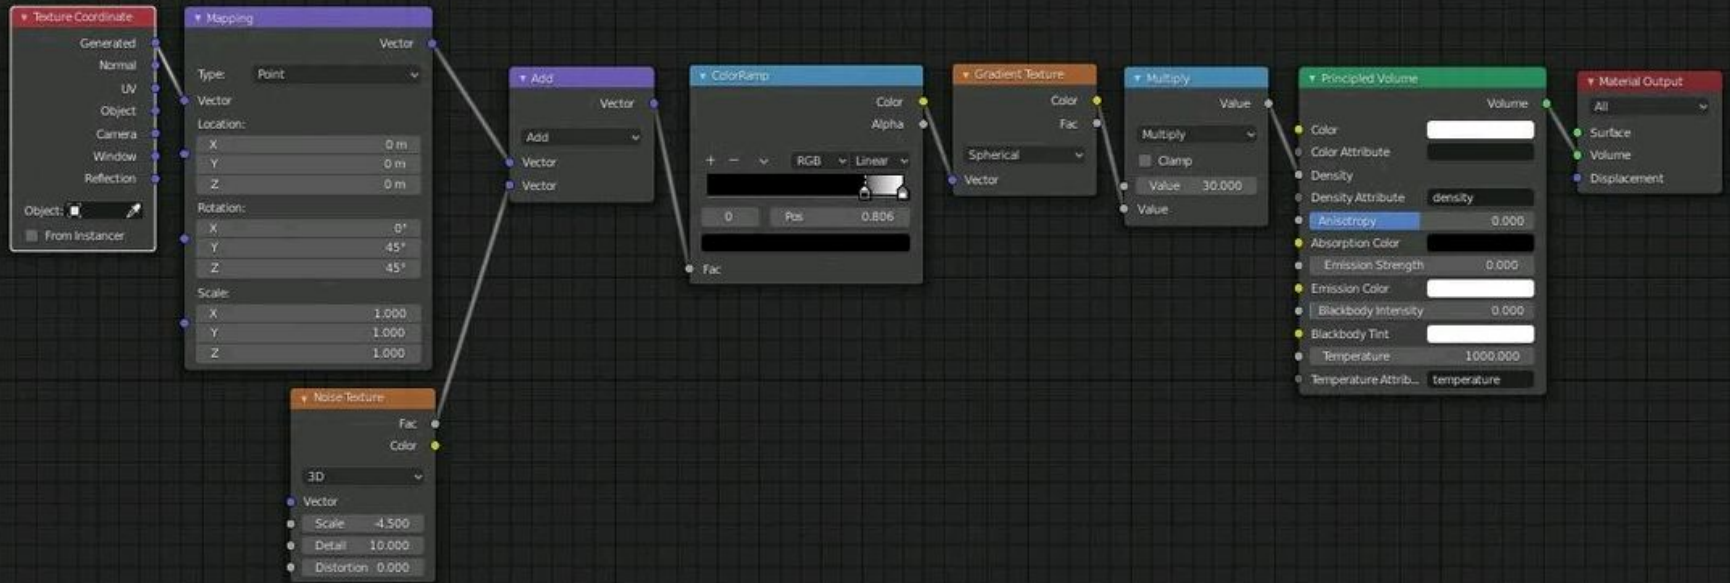 Texture Coordinate
Generated
Normal
UV
Object
Camera
Window
Reflection
Object:
From Instancer
Mapping
Vector
Type: Point
Vector
Location:
X 0 m
Y 0 m
Z 0 m
Rotation:
X 0°
Y 45°
Z 45°
Scale:
X 1.000
Y 1.000
Z 1.000
Noise Texture
Fac
Color
3D
Vector
Scale -4.500
Detail 10.000
Distortion 0.000
Add
Vector
Add
Vector
Vector
ColorRamp
Color
Alpha
RGB Linear
0 Pos 0.806
Fac
Gradient Texture
Color
Fac
Spherical
Vector
Multiply
Value
Multiply
Clamp
Value 30.000
Value
Principled Volume
Volume
Color
Color Attribute
Density
Density Attribute density
Anisotropy 0.000
Absorption Color
Emission Strength 0.000
Emission Color
Blackbody Intensity 0.000
Blackbody Tint
Temperature 1000.000
Temperature Attrib... temperature
Material Output
All
Surface
Volume
Displacement